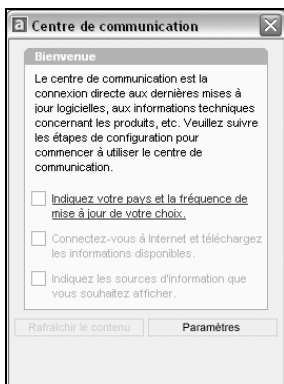 a Centre de communication
Bienvenue
Le centre de communication est la
connexion directe aux dernières mises à
jour logicielles, aux informations techniques
concernant les produits, etc. Veuillez suivre
les étapes de configuration pour
commencer à utiliser le centre de
communication.
Indiquez votre pays et la fréquence de
mise à jour de votre choix.
Connectez-vous à Internet et téléchargez
les informations disponibles.
Indiquez les sources d'information que
vous souhaitez afficher.
Rafraîchir le contenu Paramètres